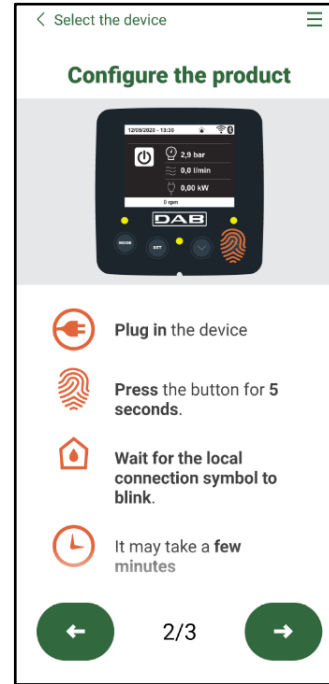 < Select the device
Configure the product
12/09/2020 - 13:30
2,9 bar
0,0 l/min
0,00 kW
0 rpm
DAB
MODE
SET
Plug in the device
Press the button for 5
seconds.
Wait for the local
connection symbol to
blink.
It may take a few
minutes
2/3